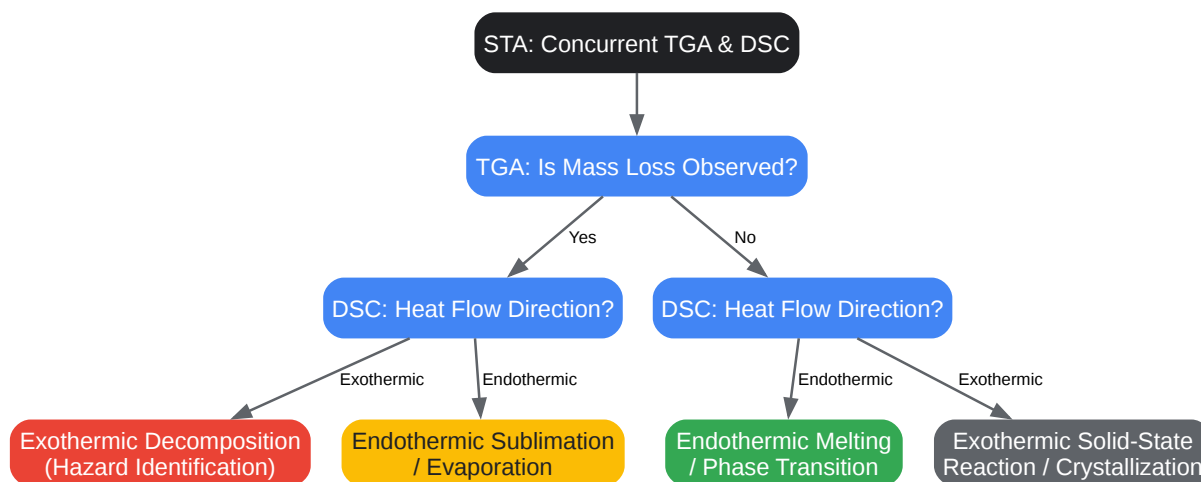 STA: Concurrent TGA & DSC
TGA: Is Mass Loss Observed?
Yes
No
DSC: Heat Flow Direction?
DSC: Heat Flow Direction?
Exothermic
Endothermic
Endothermic
Exothermic
Exothermic Decomposition
(Hazard Identification)
Endothermic Sublimation
/ Evaporation
Endothermic Melting
/ Phase Transition
Exothermic Solid-State
Reaction / Crystallization